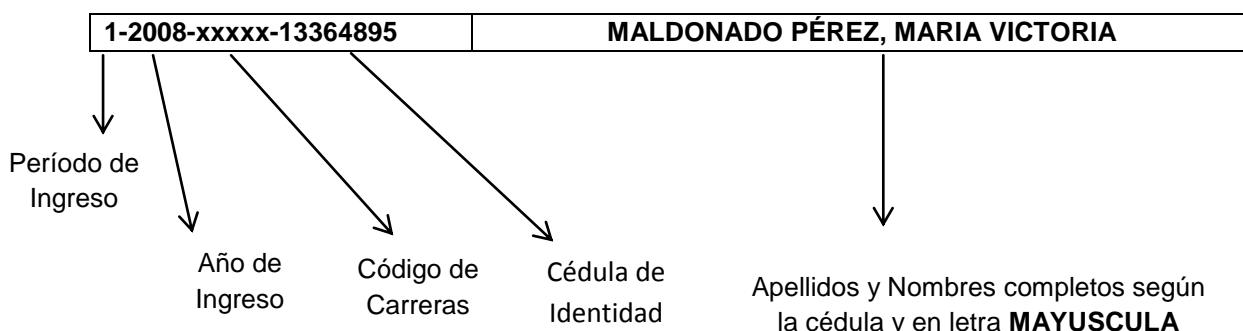 1-2008-xxxxx-13364895 MALDONADO PÉREZ, MARIA VICTORIA
Período de
Ingreso
Año de
Ingreso
Código de
Carreras
Cédula de
Identidad
Apellidos y Nombres completos según
la cédula y en letra MAYUSCULA